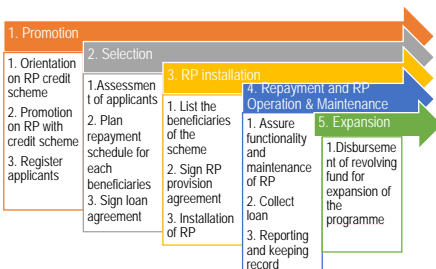 1. Promotion
1. Orientation
on RP credit
scheme
2. Promotion
on RP with
credit scheme
3. Register
applicants
2. Selection
1.Assessmen
t of applicants
2. Plan
repayment
schedule for
each
beneficiaries
3. Sign loan
agreement
3. RP installation
1. List the
beneficiaries
of the
scheme
2. Sign RP
provision
agreement
3. Installation
of RP
4. Repayment and RP
Operation & Maintenance
1. Assure
functionality
and
maintenance
of RP
2. Collect
loan
3. Reporting
and keeping
record
5. Expansion
1.Disburseme
nt of revolving
fund for
expansion of
the
programme